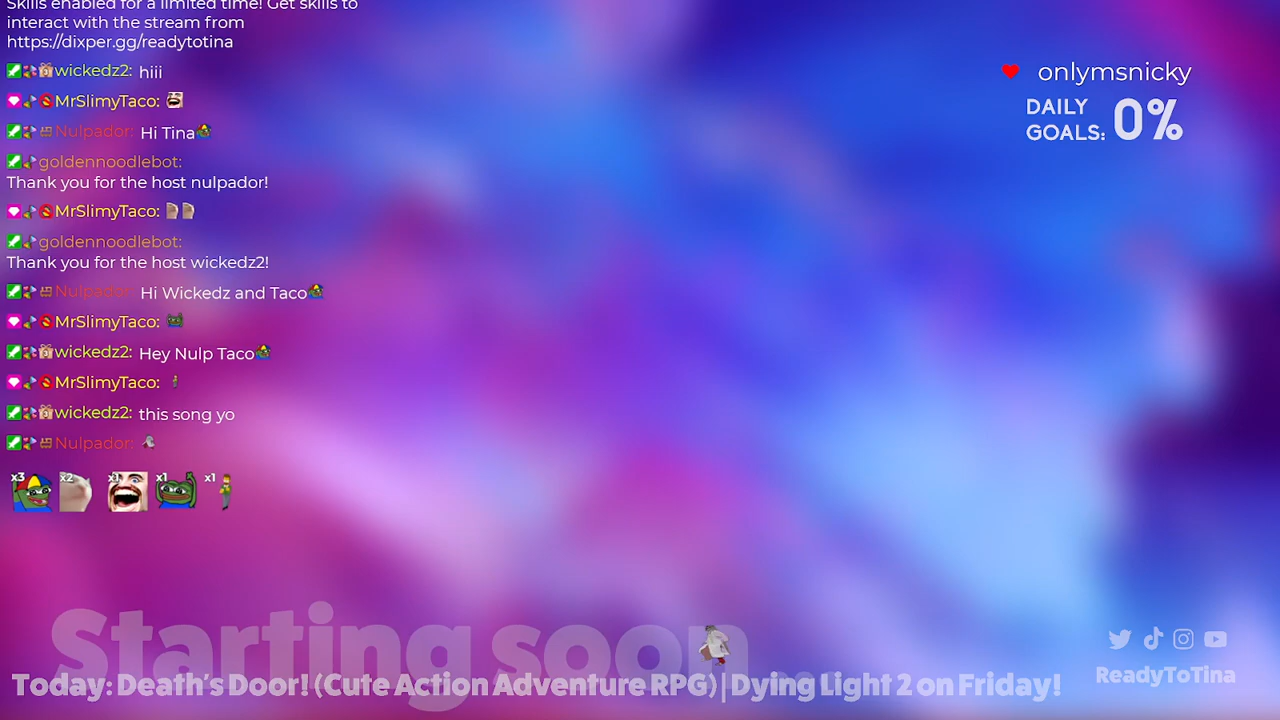 Skills enabled for a limited time! Get skills to
interact with the stream from
https://dixper.gg/readytotina
wickedz2: hiii
MrSlimyTaco:
Nulpador: Hi Tina
goldennoodlebot:
Thank you for the host nulpador!
MrSlimyTaco:
goldennoodlebot:
Thank you for the host wickedz2!
Nulpador: Hi Wickedz and Taco
MrSlimyTaco:
wickedz2: Hey Nulp Taco
MrSlimyTaco:
wickedz2: this song yo
Nulpador:
x3 x2 x1 x1 x1
onlymsnicky
DAILY
GOALS: 0%
Starting soon
Today: Death's Door! (Cute Action Adventure RPG) | Dying Light 2 on Friday!
ReadyToTina